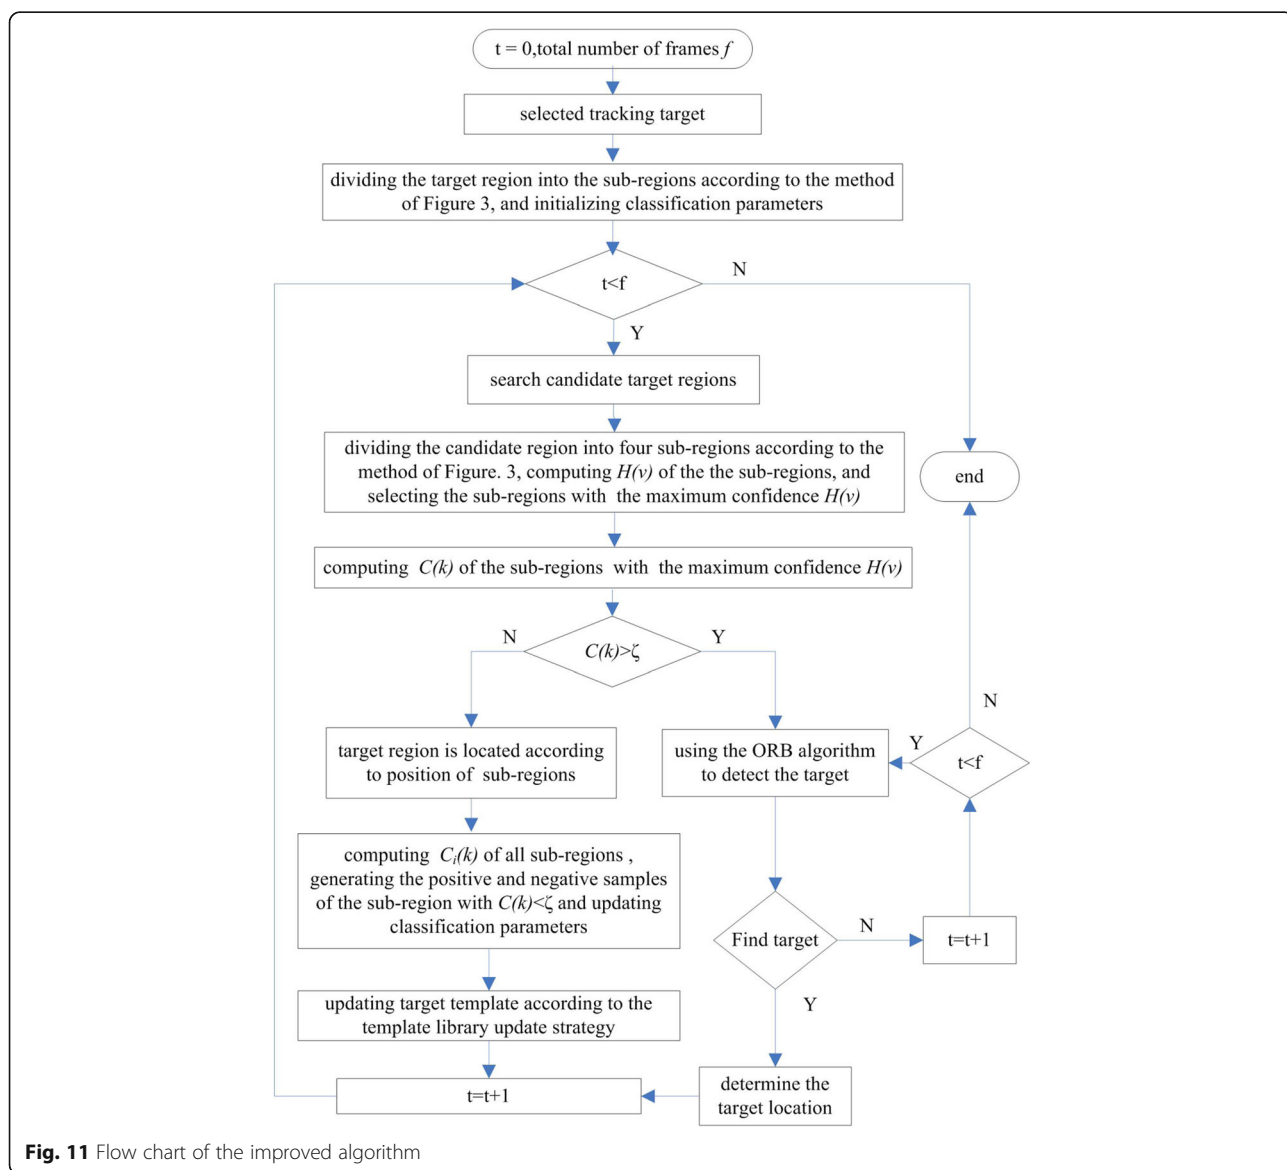 t = 0,total number of frames f
selected tracking target
dividing the target region into the sub-regions according to the method
of Figure 3, and initializing classification parameters
t<f
N
Y
search candidate target regions
dividing the candidate region into four sub-regions according to the
method of Figure. 3, computing H(v) of the the sub-regions, and
selecting the sub-regions with the maximum confidence H(v)
end
computing C(k) of the sub-regions with the maximum confidence H(v)
N
Y
C(k)>ζ
N
target region is located according
to position of sub-regions
using the ORB algorithm
to detect the target
Y
t<f
computing Ci(k) of all sub-regions ,
generating the positive and negative samples
of the sub-region with C(k)<ζ and updating
classification parameters
Find target
N
t=t+1
Y
updating target template according to the
template library update strategy
t=t+1
determine the
target location
Fig. 11 Flow chart of the improved algorithm